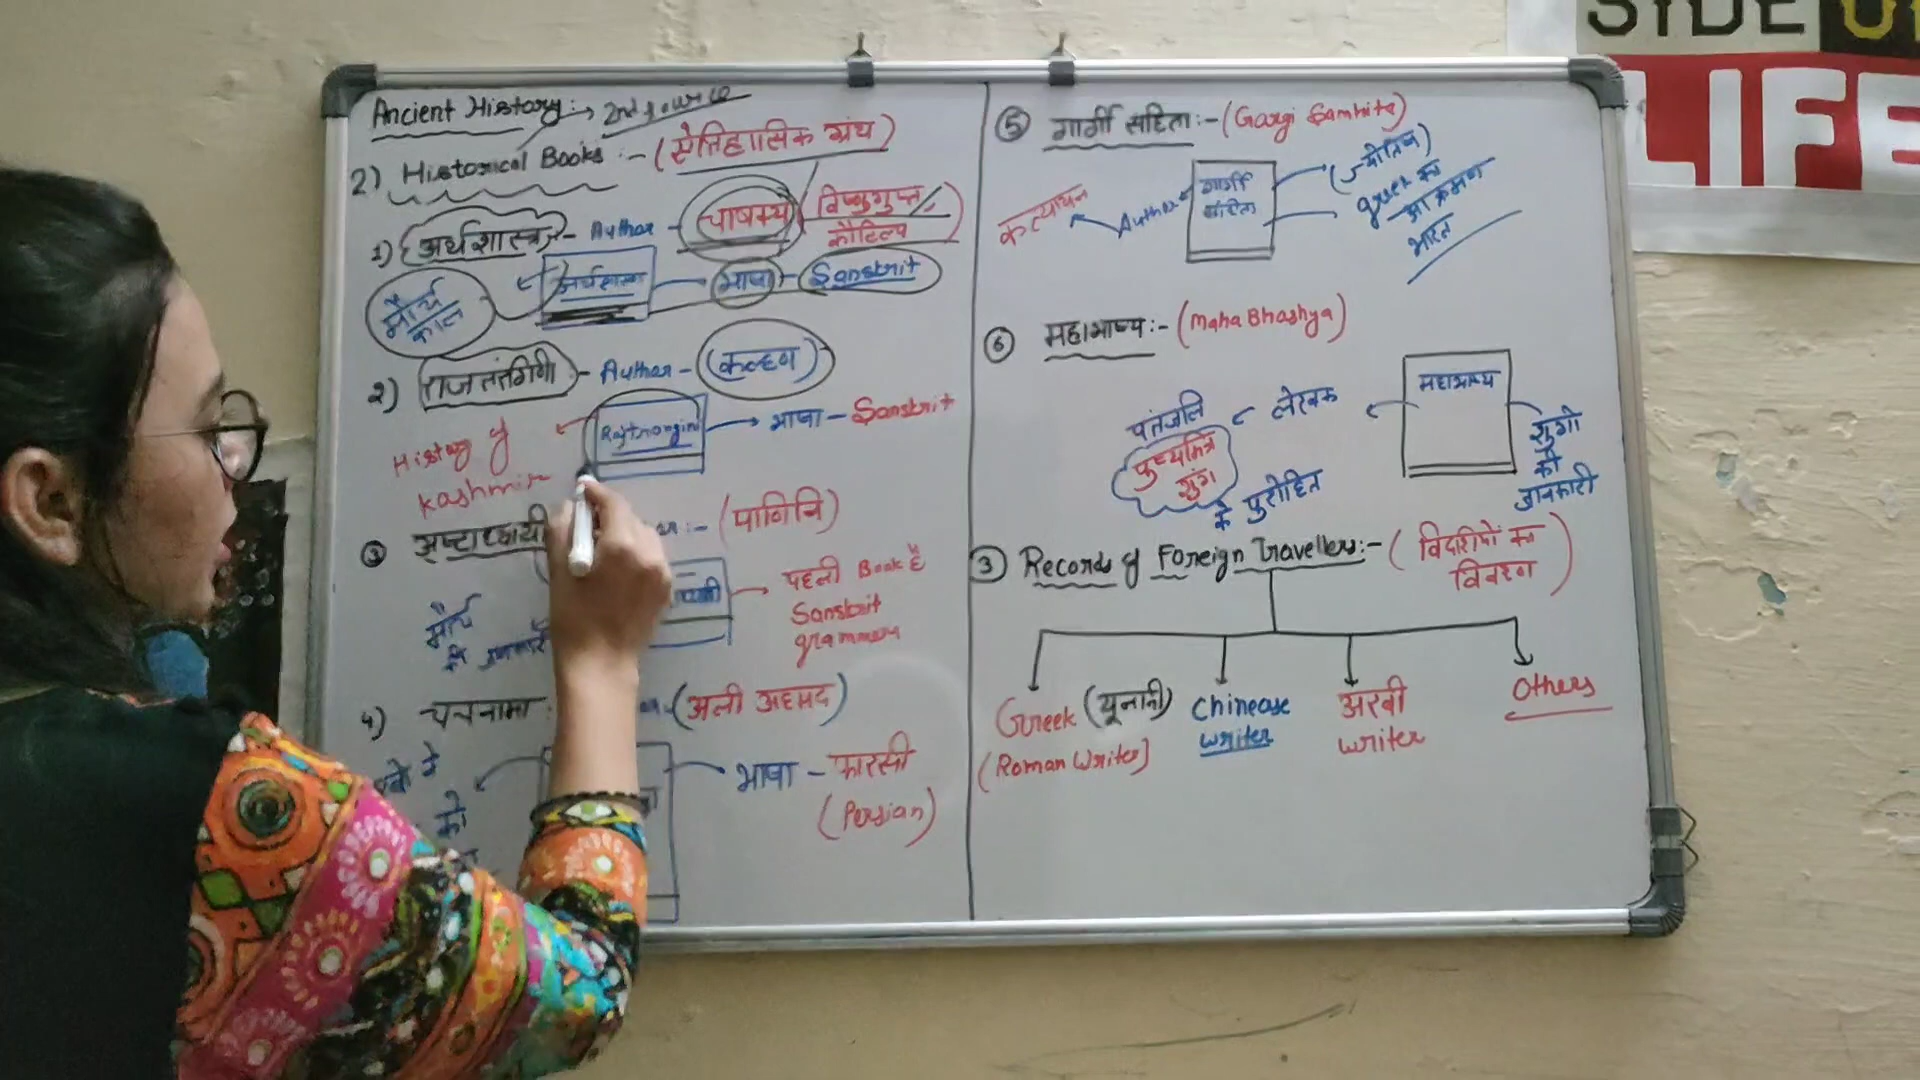 SIDE
LIFE
Ancient History:→ 2nd source
2) Historical Books :- (ऐतिहासिक ग्रंथ)
1) अर्थशास्त्र :- Author - चाणक्य (विष्णुगुप्त / कौटिल्य)
अर्थशास्त्र → भाषा - Sanskrit
मौर्य काल
2) राजतरंगिणी - Author - (कल्हण)
Rajtrangini → भाषा - Sanskrit
History of
Kashmir
③ अष्टाध्यायी :- (पाणिनि)
→ पहली Book है
Sanskrit
grammera
मौर्य
4) चचनामा : (अली अहमद)
→ भाषा - फारसी
(Persian)
को
⑤ गार्गी संहिता :- (Gargi Samhita)
गार्गी
संहिता
(ज्योतिष)
greek का
आक्रमण
भारत
Author
कात्यायन
⑥ महाभाष्य :- (Maha Bhashya)
महाभाष्य
लेखक
पतंजलि
पुष्यमित्र
शुंग
के पुरोहित
शुंगो
की
जानकारी
③ Records of Foreign Travellers :- (विदेशीयों का
विवरण)
Greek (यूनानी)
(Roman Writer)
Chinease
writer
अरबी
writer
Others